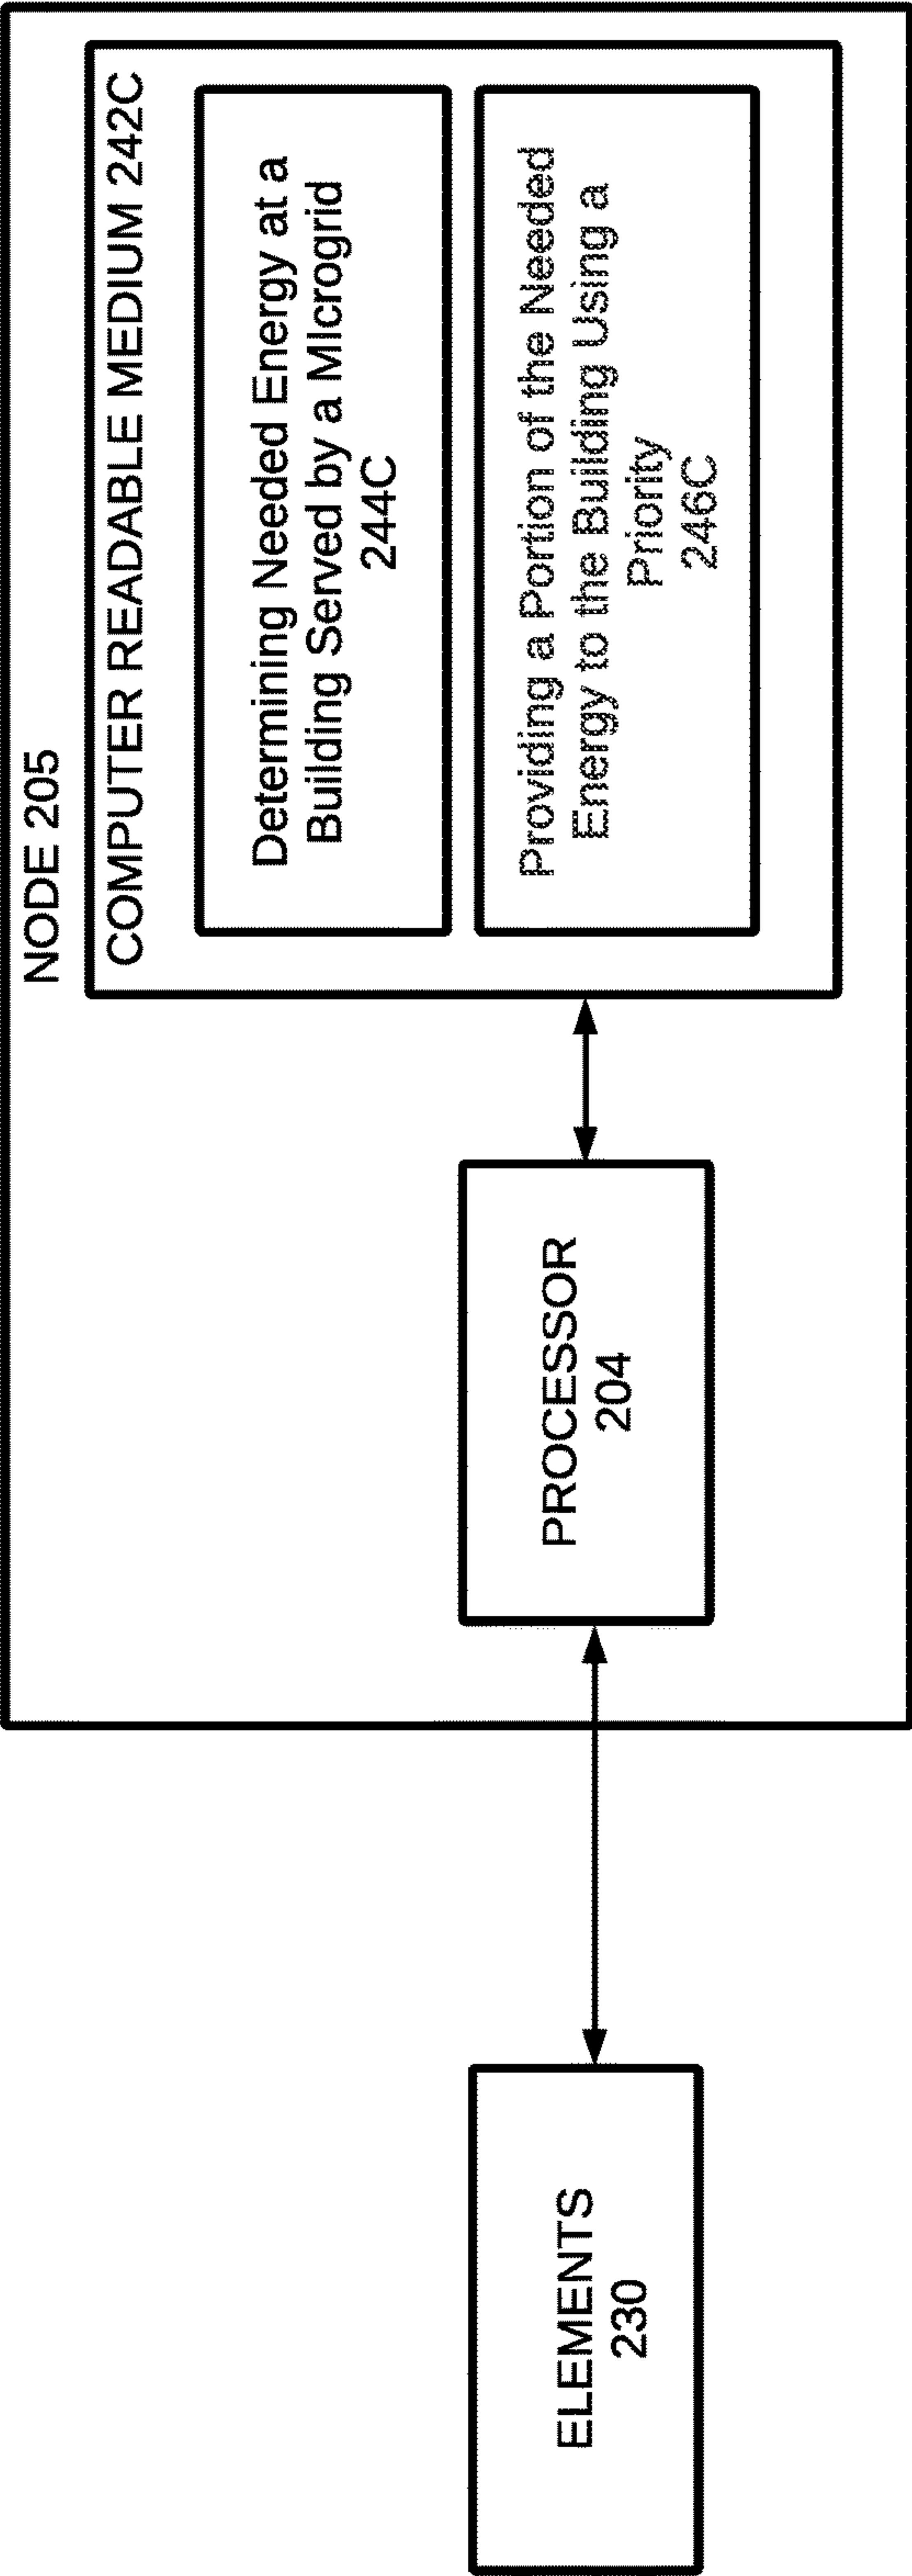 NODE 205
COMPUTER READABLE MEDIUM 242C
Determining Needed Energy at a
Building Served by a MIcrogrid
244C
Providing a Portion of the Needed
Energy to the Building Using a
Priority
246C
PROCESSOR
204
ELEMENTS
230